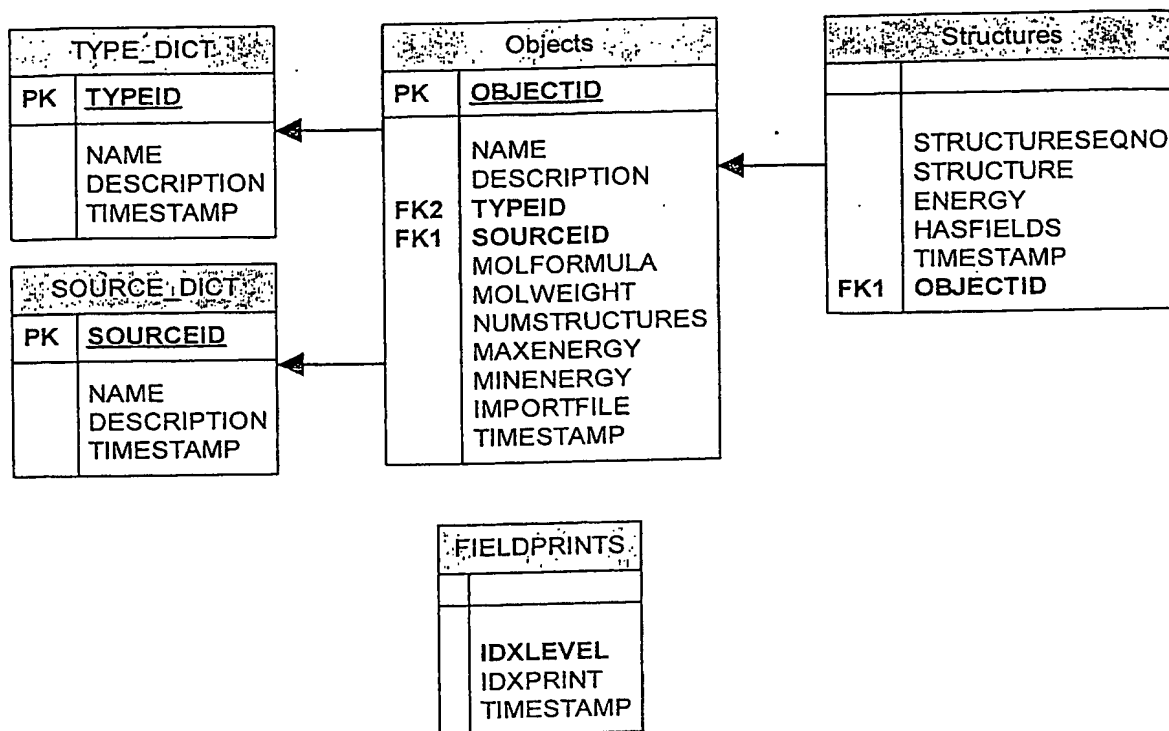 TYPE_DICT
PK TYPEID
NAME
DESCRIPTION
TIMESTAMP
SOURCE_DICT
PK SOURCEID
NAME
DESCRIPTION
TIMESTAMP
Objects
PK OBJECTID
NAME
DESCRIPTION
FK2 TYPEID
FK1 SOURCEID
MOLFORMULA
MOLWEIGHT
NUMSTRUCTURES
MAXENERGY
MINENERGY
IMPORTFILE
TIMESTAMP
Structures
STRUCTURESEQNO
STRUCTURE
ENERGY
HASFIELDS
TIMESTAMP
FK1 OBJECTID
FIELDPRINTS
IDXLEVEL
IDXPRINT
TIMESTAMP